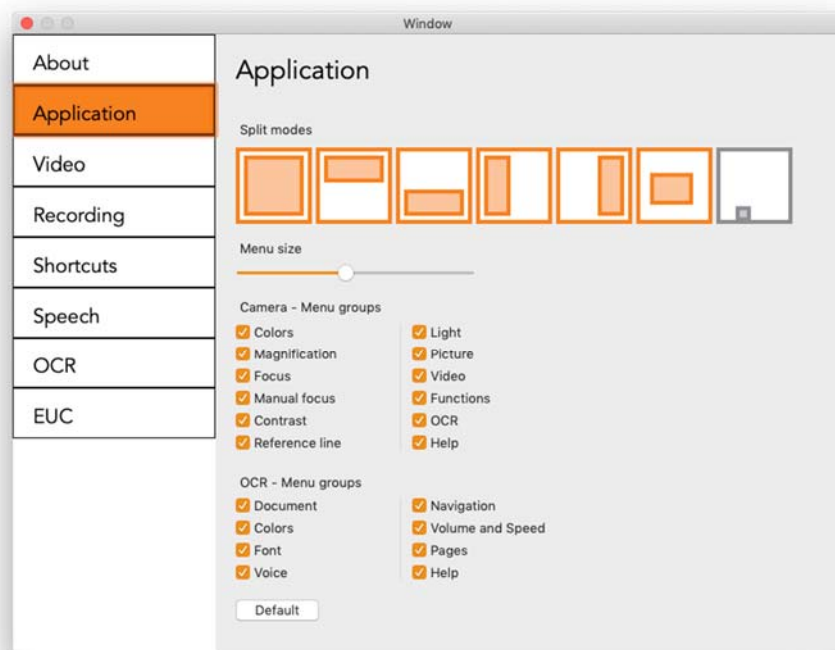 Window
About
Application
Video
Recording
Shortcuts
Speech
OCR
EUC
Application
Split modes
Menu size
Camera - Menu groups
Colors
Magnification
Focus
Manual focus
Contrast
Reference line
Light
Picture
Video
Functions
OCR
Help
OCR - Menu groups
Document
Colors
Font
Voice
Navigation
Volume and Speed
Pages
Help
Default